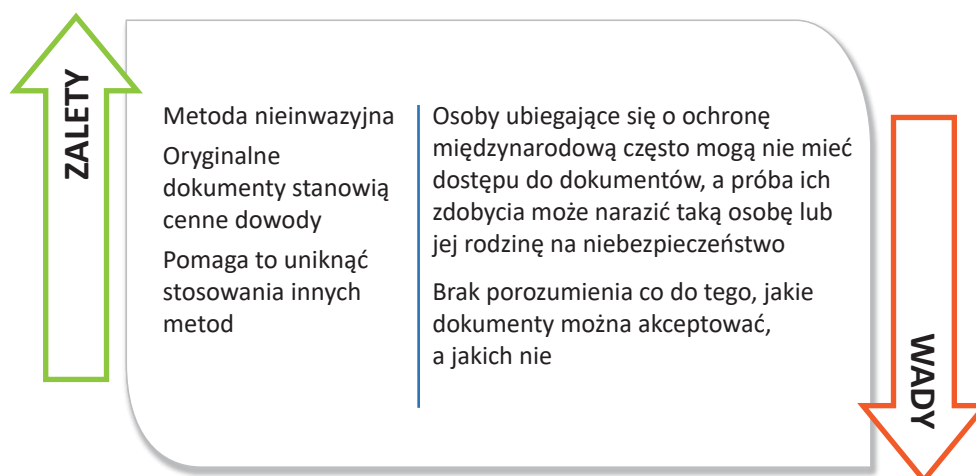 ZALETY
Metoda nieinwazyjna
Oryginalne
dokumenty stanowią
cenne dowody
Pomaga to uniknąć
stosowania innych
metod
Osoby ubiegające się o ochronę
międzynarodową często mogą nie mieć
dostępu do dokumentów, a próba ich
zdobycia może narazić taką osobę lub
jej rodzinę na niebezpieczeństwo
Brak porozumienia co do tego, jakie
dokumenty można akceptować,
a jakich nie
WADY